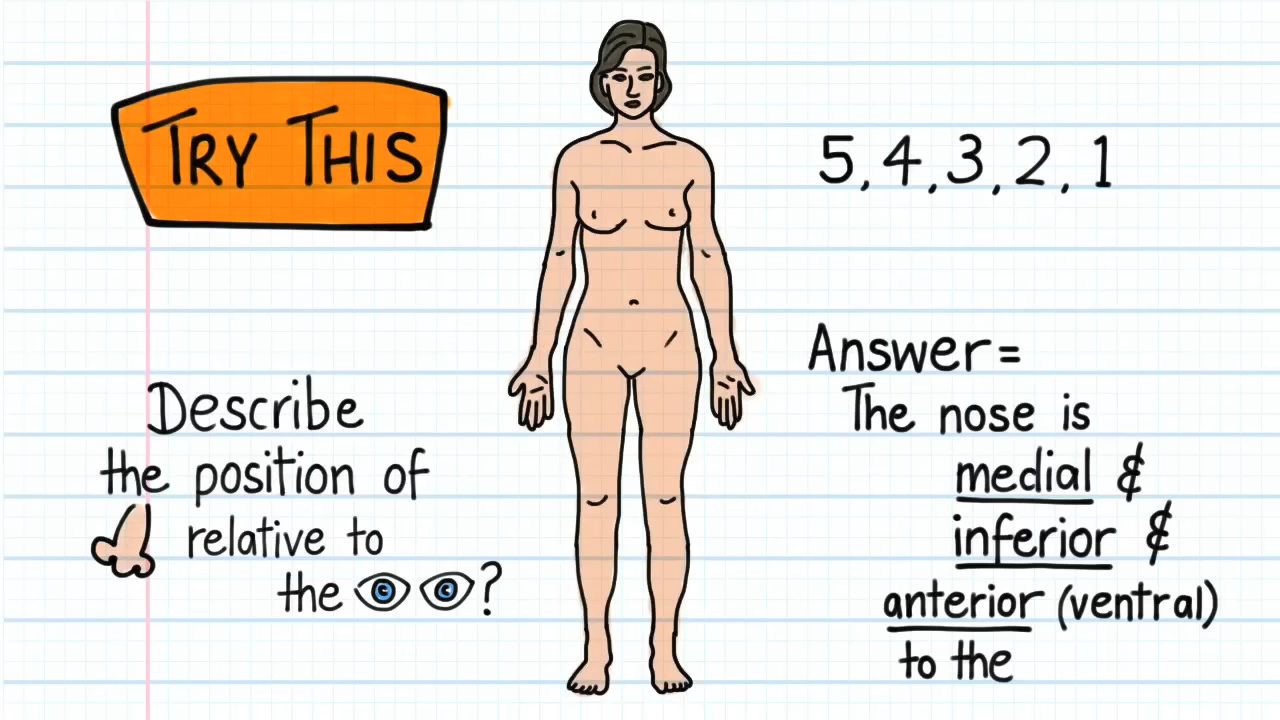 TRY THIS
5, 4, 3, 2, 1
Describe
the position of
relative to
the ?
Answer =
The nose is
medial &
inferior &
anterior (ventral)
to the